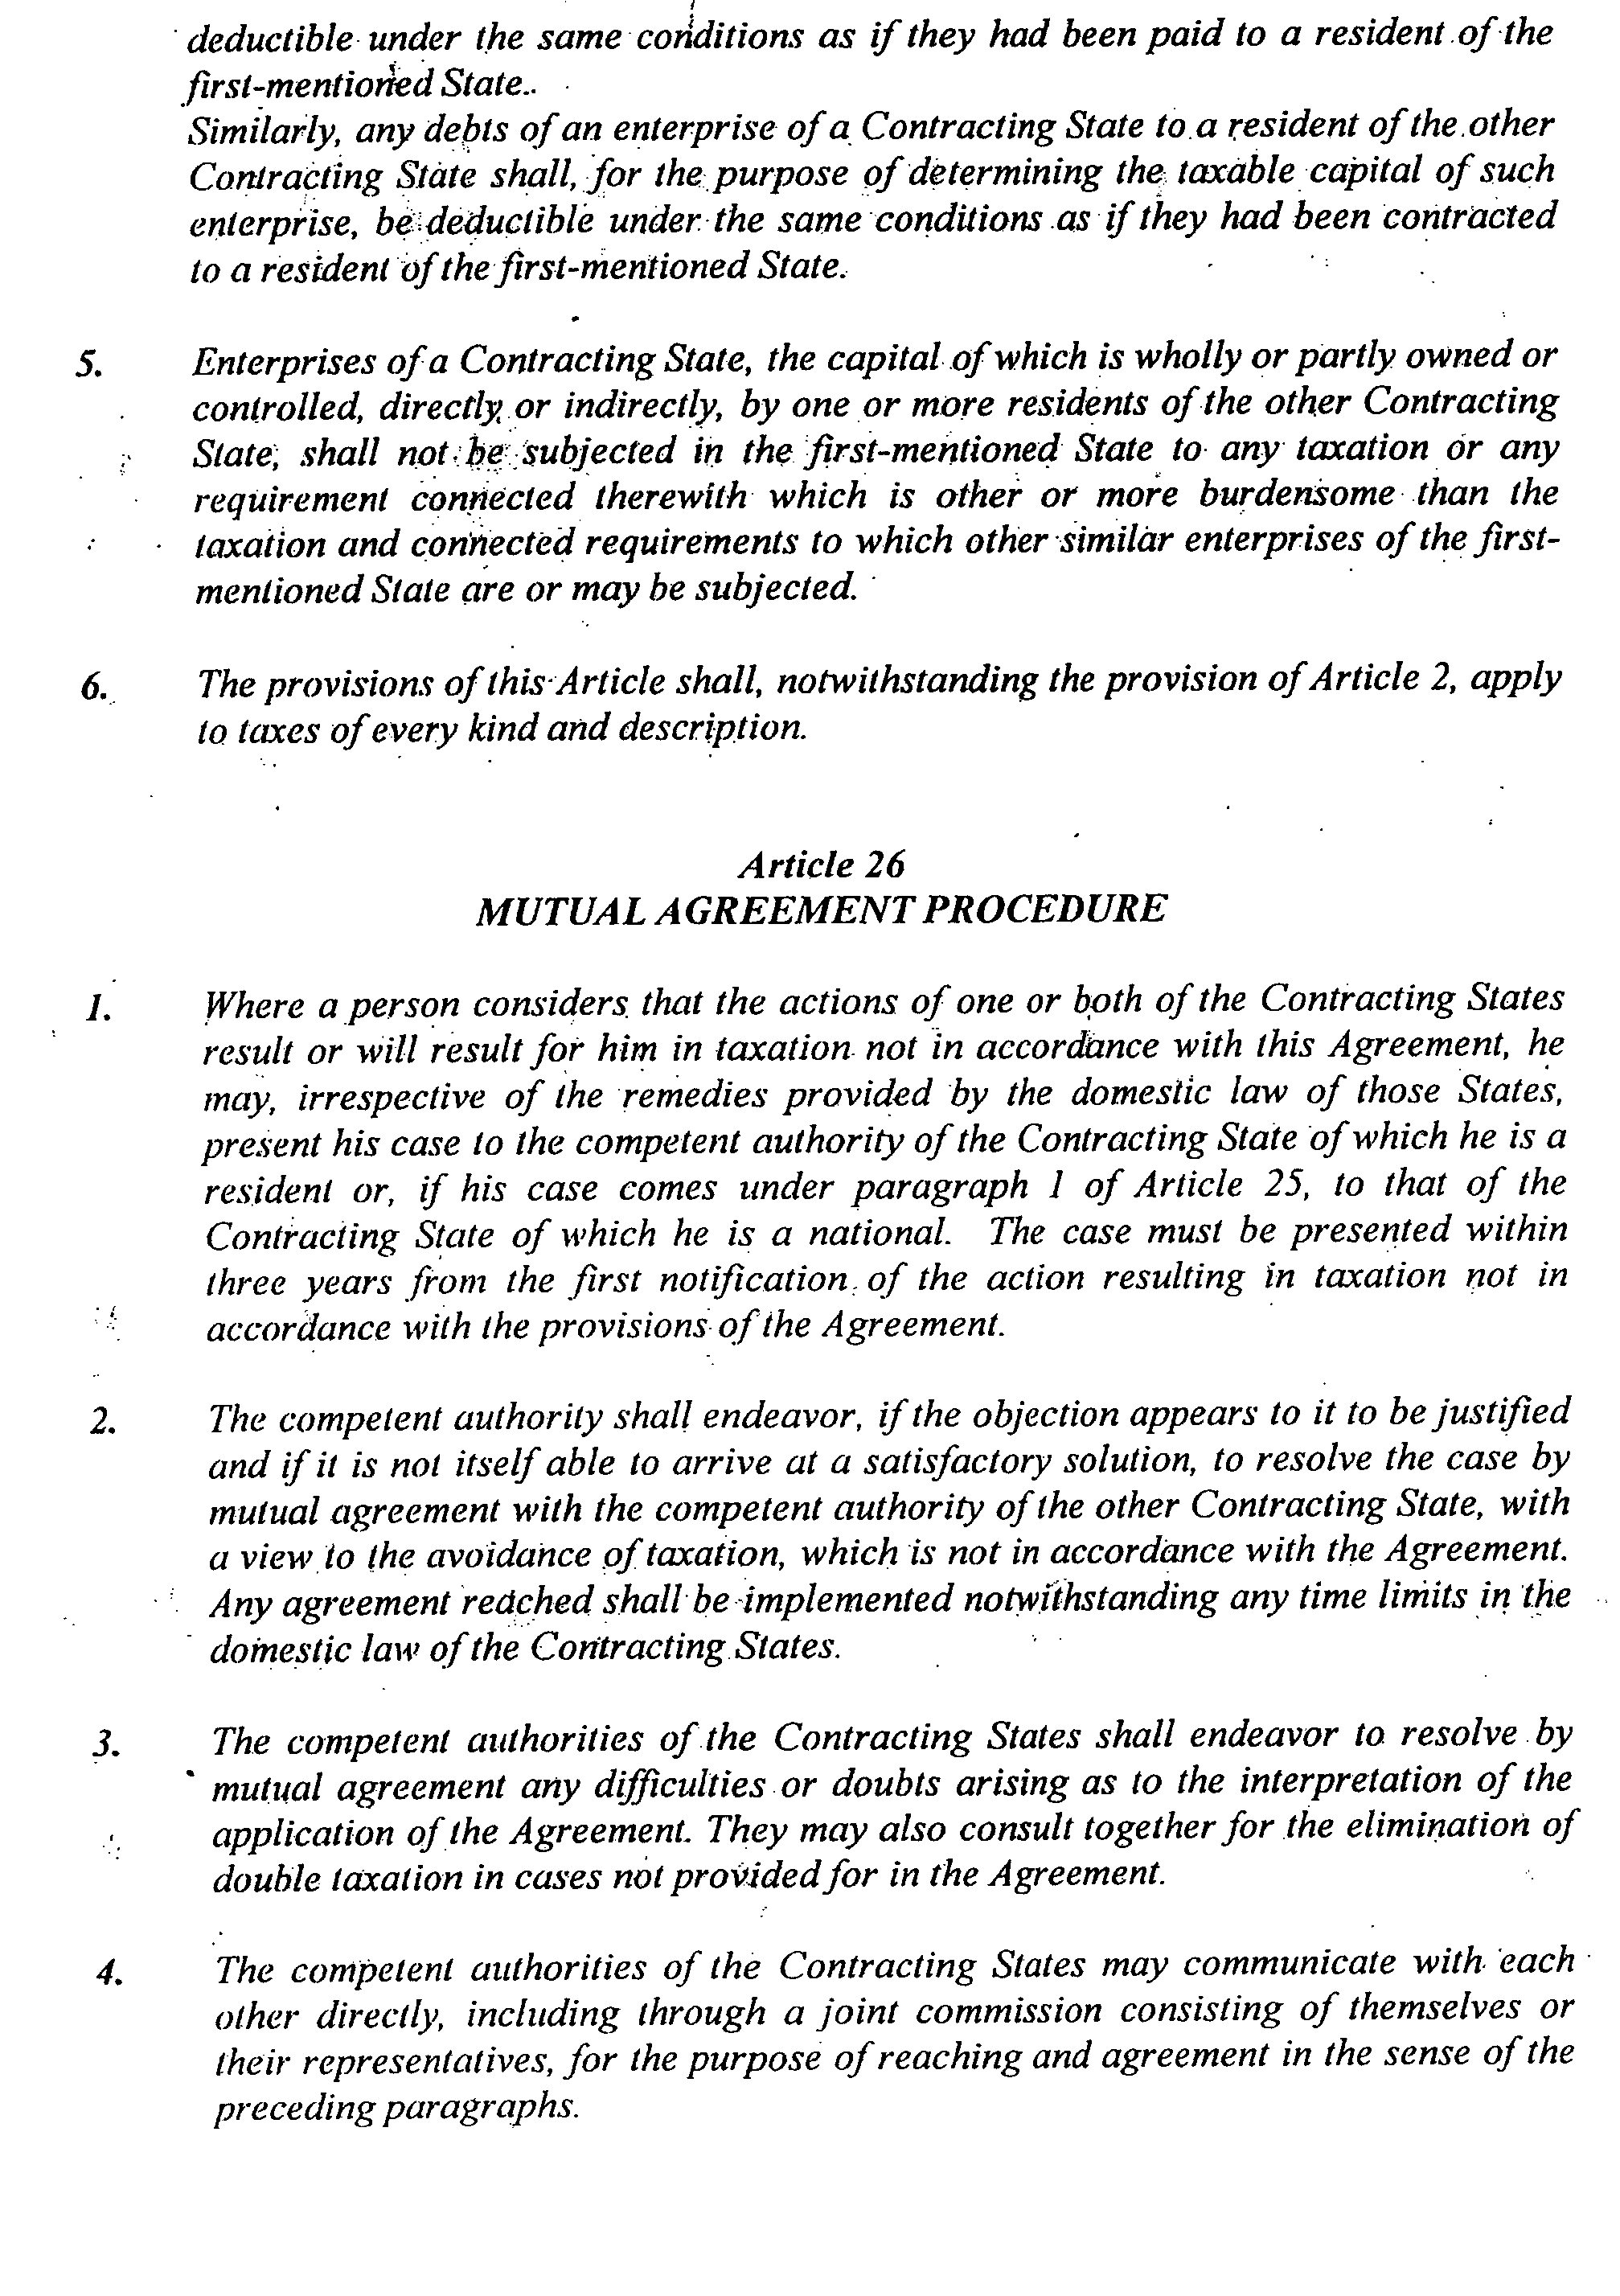 deductible under the same conditions as if they had been paid to a resident of the
first-mentioned State..
Similarly, any debts of an enterprise of a Contracting State to a resident of the other
Contracting State shall, for the purpose of determining the taxable capital of such
enterprise, be deductible under the same conditions as if they had been contracted
to a resident of the first-mentioned State.
5. Enterprises of a Contracting State, the capital of which is wholly or partly owned or
controlled, directly or indirectly, by one or more residents of the other Contracting
State, shall not be subjected in the first-mentioned State to any taxation or any
requirement connected therewith which is other or more burdensome than the
taxation and connected requirements to which other similar enterprises of the first-
mentioned State are or may be subjected.
6. The provisions of this Article shall, notwithstanding the provision of Article 2, apply
to taxes of every kind and description.
Article 26
MUTUAL AGREEMENT PROCEDURE
1. Where a person considers that the actions of one or both of the Contracting States
result or will result for him in taxation not in accordance with this Agreement, he
may, irrespective of the remedies provided by the domestic law of those States,
present his case to the competent authority of the Contracting State of which he is a
resident or, if his case comes under paragraph 1 of Article 25, to that of the
Contracting State of which he is a national. The case must be presented within
three years from the first notification of the action resulting in taxation not in
accordance with the provisions of the Agreement.
2. The competent authority shall endeavor, if the objection appears to it to be justified
and if it is not itself able to arrive at a satisfactory solution, to resolve the case by
mutual agreement with the competent authority of the other Contracting State, with
a view to the avoidance of taxation, which is not in accordance with the Agreement.
Any agreement reached shall be implemented notwithstanding any time limits in the
domestic law of the Contracting States.
3. The competent authorities of the Contracting States shall endeavor to resolve by
mutual agreement any difficulties or doubts arising as to the interpretation of the
application of the Agreement. They may also consult together for the elimination of
double taxation in cases not provided for in the Agreement.
4. The competent authorities of the Contracting States may communicate with each
other directly, including through a joint commission consisting of themselves or
their representatives, for the purpose of reaching and agreement in the sense of the
preceding paragraphs.